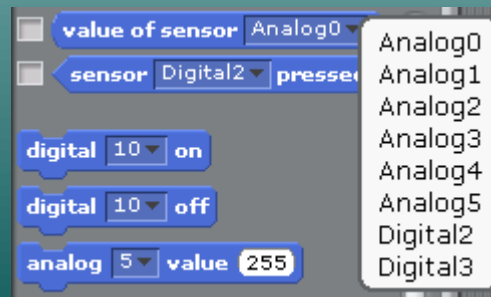 value of sensor Analog0
sensor Digital2 pressed
digital 10 on
digital 10 off
analog 5 value 255
Analog0
Analog1
Analog2
Analog3
Analog4
Analog5
Digital2
Digital3